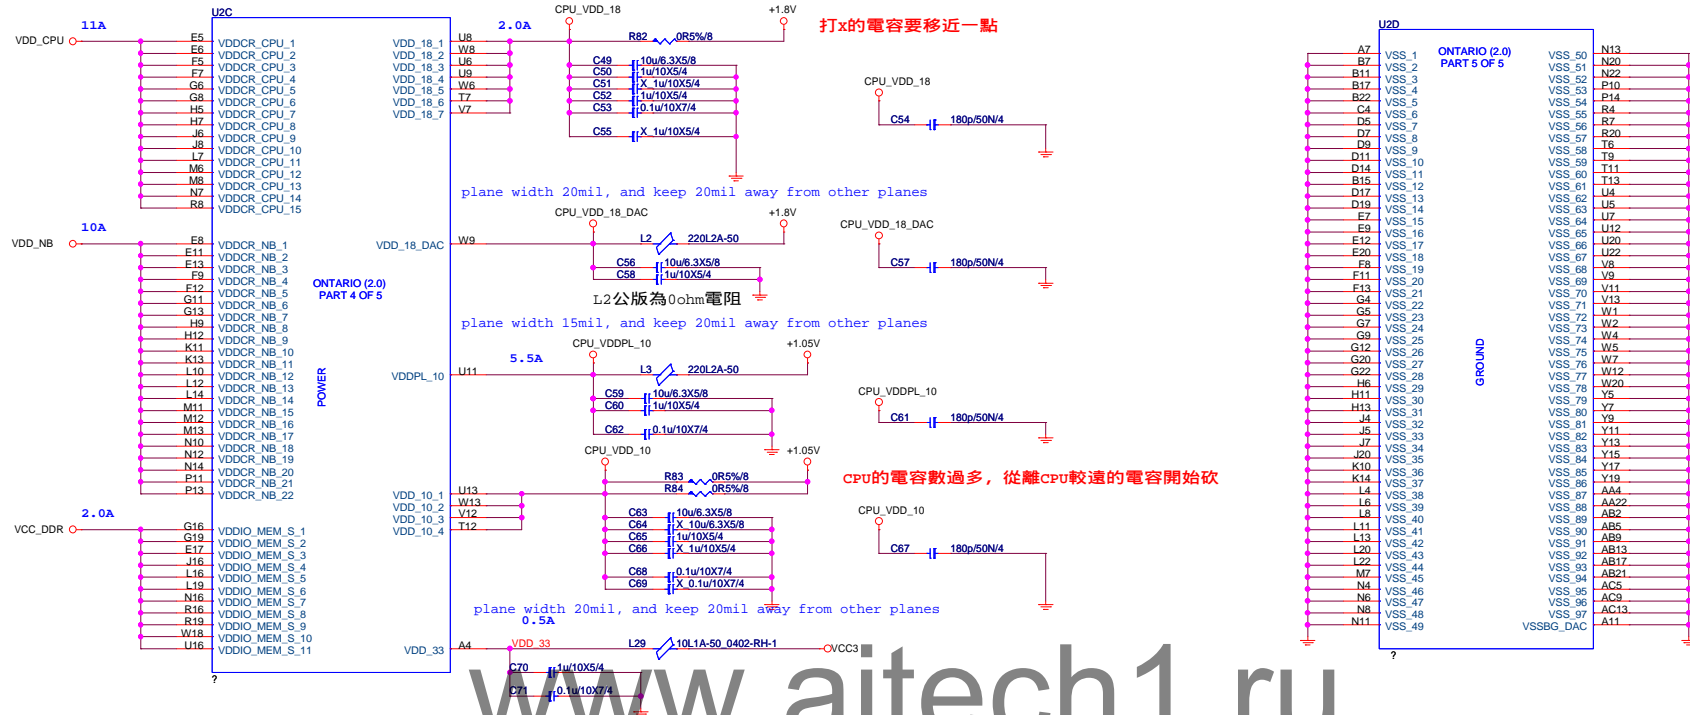 U2C
11A
VDD_CPU
E5 VDDCR_CPU_1
E6 VDDCR_CPU_2
F5 VDDCR_CPU_3
F7 VDDCR_CPU_4
G6 VDDCR_CPU_5
G8 VDDCR_CPU_6
H5 VDDCR_CPU_7
H7 VDDCR_CPU_8
J6 VDDCR_CPU_9
J8 VDDCR_CPU_10
L7 VDDCR_CPU_11
M6 VDDCR_CPU_12
M8 VDDCR_CPU_13
N7 VDDCR_CPU_14
R8 VDDCR_CPU_15
10A
VDD_NB
E8 VDDCR_NB_1
E11 VDDCR_NB_2
E13 VDDCR_NB_3
F9 VDDCR_NB_4
F12 VDDCR_NB_5
G11 VDDCR_NB_6
G13 VDDCR_NB_7
H9 VDDCR_NB_8
H12 VDDCR_NB_9
K11 VDDCR_NB_10
K13 VDDCR_NB_11
L10 VDDCR_NB_12
L12 VDDCR_NB_13
L14 VDDCR_NB_14
M11 VDDCR_NB_15
M12 VDDCR_NB_16
M13 VDDCR_NB_17
N10 VDDCR_NB_18
N12 VDDCR_NB_19
N14 VDDCR_NB_20
P11 VDDCR_NB_21
P13 VDDCR_NB_22
2.0A
VCC_DDR
G16 VDDIO_MEM_S_1
G19 VDDIO_MEM_S_2
E17 VDDIO_MEM_S_3
J16 VDDIO_MEM_S_4
L16 VDDIO_MEM_S_5
L19 VDDIO_MEM_S_6
N16 VDDIO_MEM_S_7
R16 VDDIO_MEM_S_8
R19 VDDIO_MEM_S_9
W18 VDDIO_MEM_S_10
U16 VDDIO_MEM_S_11
?
ONTARIO (2.0)
PART 4 OF 5
POWER
VDD_18_1 U8
VDD_18_2 W8
VDD_18_3 U6
VDD_18_4 U9
VDD_18_5 W6
VDD_18_6 T7
VDD_18_7 V7
VDD_18_DAC W9
VDDPL_10 U11
VDD_10_1 U13
VDD_10_2 W13
VDD_10_3 V12
VDD_10_4 T12
VDD_33 A4
2.0A
CPU_VDD_18
+1.8V
R82 0R5%/8
C49 10u/6.3X5/8
C50 1u/10X5/4
C51 X_1u/10X5/4
C52 1u/10X5/4
C53 0.1u/10X7/4
C55 X_1u/10X5/4
打x的電容要移近一點
CPU_VDD_18
C54 180p/50N/4
plane width 20mil, and keep 20mil away from other planes
CPU_VDD_18_DAC
+1.8V
L2 220L2A-50
C56 10u/6.3X5/8
C58 1u/10X5/4
L2公版為0ohm電阻
CPU_VDD_18_DAC
C57 180p/50N/4
plane width 15mil, and keep 20mil away from other planes
5.5A
CPU_VDDPL_10
+1.05V
L3 220L2A-50
C59 10u/6.3X5/8
C60 1u/10X5/4
C62 0.1u/10X7/4
CPU_VDDPL_10
C61 180p/50N/4
CPU_VDD_10
+1.05V
R83 0R5%/8
R84 0R5%/8
C63 10u/6.3X5/8
C64 X_10u/6.3X5/8
C65 1u/10X5/4
C66 X_1u/10X5/4
C68 0.1u/10X7/4
C69 X_0.1u/10X7/4
CPU的電容數過多, 從離CPU較遠的電容開始砍
CPU_VDD_10
C67 180p/50N/4
plane width 20mil, and keep 20mil away from other planes
0.5A
VDD_33
L29 10L1A-50_0402-RH-1
VCC3
C70 1u/10X5/4
C71 0.1u/10X7/4
U2D
ONTARIO (2.0)
PART 5 OF 5
GROUND
A7 VSS_1
B7 VSS_2
B11 VSS_3
B17 VSS_4
B22 VSS_5
C4 VSS_6
D5 VSS_7
D7 VSS_8
D9 VSS_9
D11 VSS_10
D14 VSS_11
B15 VSS_12
D17 VSS_13
D19 VSS_14
E7 VSS_15
E9 VSS_16
E12 VSS_17
E20 VSS_18
F8 VSS_19
F11 VSS_20
F13 VSS_21
G4 VSS_22
G5 VSS_23
G7 VSS_24
G9 VSS_25
G12 VSS_26
G20 VSS_27
G22 VSS_28
H6 VSS_29
H11 VSS_30
H13 VSS_31
J4 VSS_32
J5 VSS_33
J7 VSS_34
J20 VSS_35
K10 VSS_36
K14 VSS_37
L4 VSS_38
L6 VSS_39
L8 VSS_40
L11 VSS_41
L13 VSS_42
L20 VSS_43
L22 VSS_44
M7 VSS_45
N4 VSS_46
N6 VSS_47
N8 VSS_48
N11 VSS_49
VSS_50 N13
VSS_51 N20
VSS_52 N22
VSS_53 P10
VSS_54 P14
VSS_55 R4
VSS_56 R7
VSS_57 R20
VSS_58 T6
VSS_59 T9
VSS_60 T11
VSS_61 T13
VSS_62 U4
VSS_63 U5
VSS_64 U7
VSS_65 U12
VSS_66 U20
VSS_67 U22
VSS_68 V8
VSS_69 V9
VSS_70 V11
VSS_71 V13
VSS_72 W1
VSS_73 W2
VSS_74 W4
VSS_75 W5
VSS_76 W7
VSS_77 W12
VSS_78 W20
VSS_79 Y5
VSS_80 Y7
VSS_81 Y9
VSS_82 Y11
VSS_83 Y13
VSS_84 Y15
VSS_85 Y17
VSS_86 Y19
VSS_87 AA4
VSS_88 AA22
VSS_89 AB2
VSS_90 AB5
VSS_91 AB9
VSS_92 AB13
VSS_93 AB17
VSS_94 AB21
VSS_95 AC5
VSS_96 AC9
VSS_97 AC13
VSSBG_DAC A11
?
www.aitech1.ru